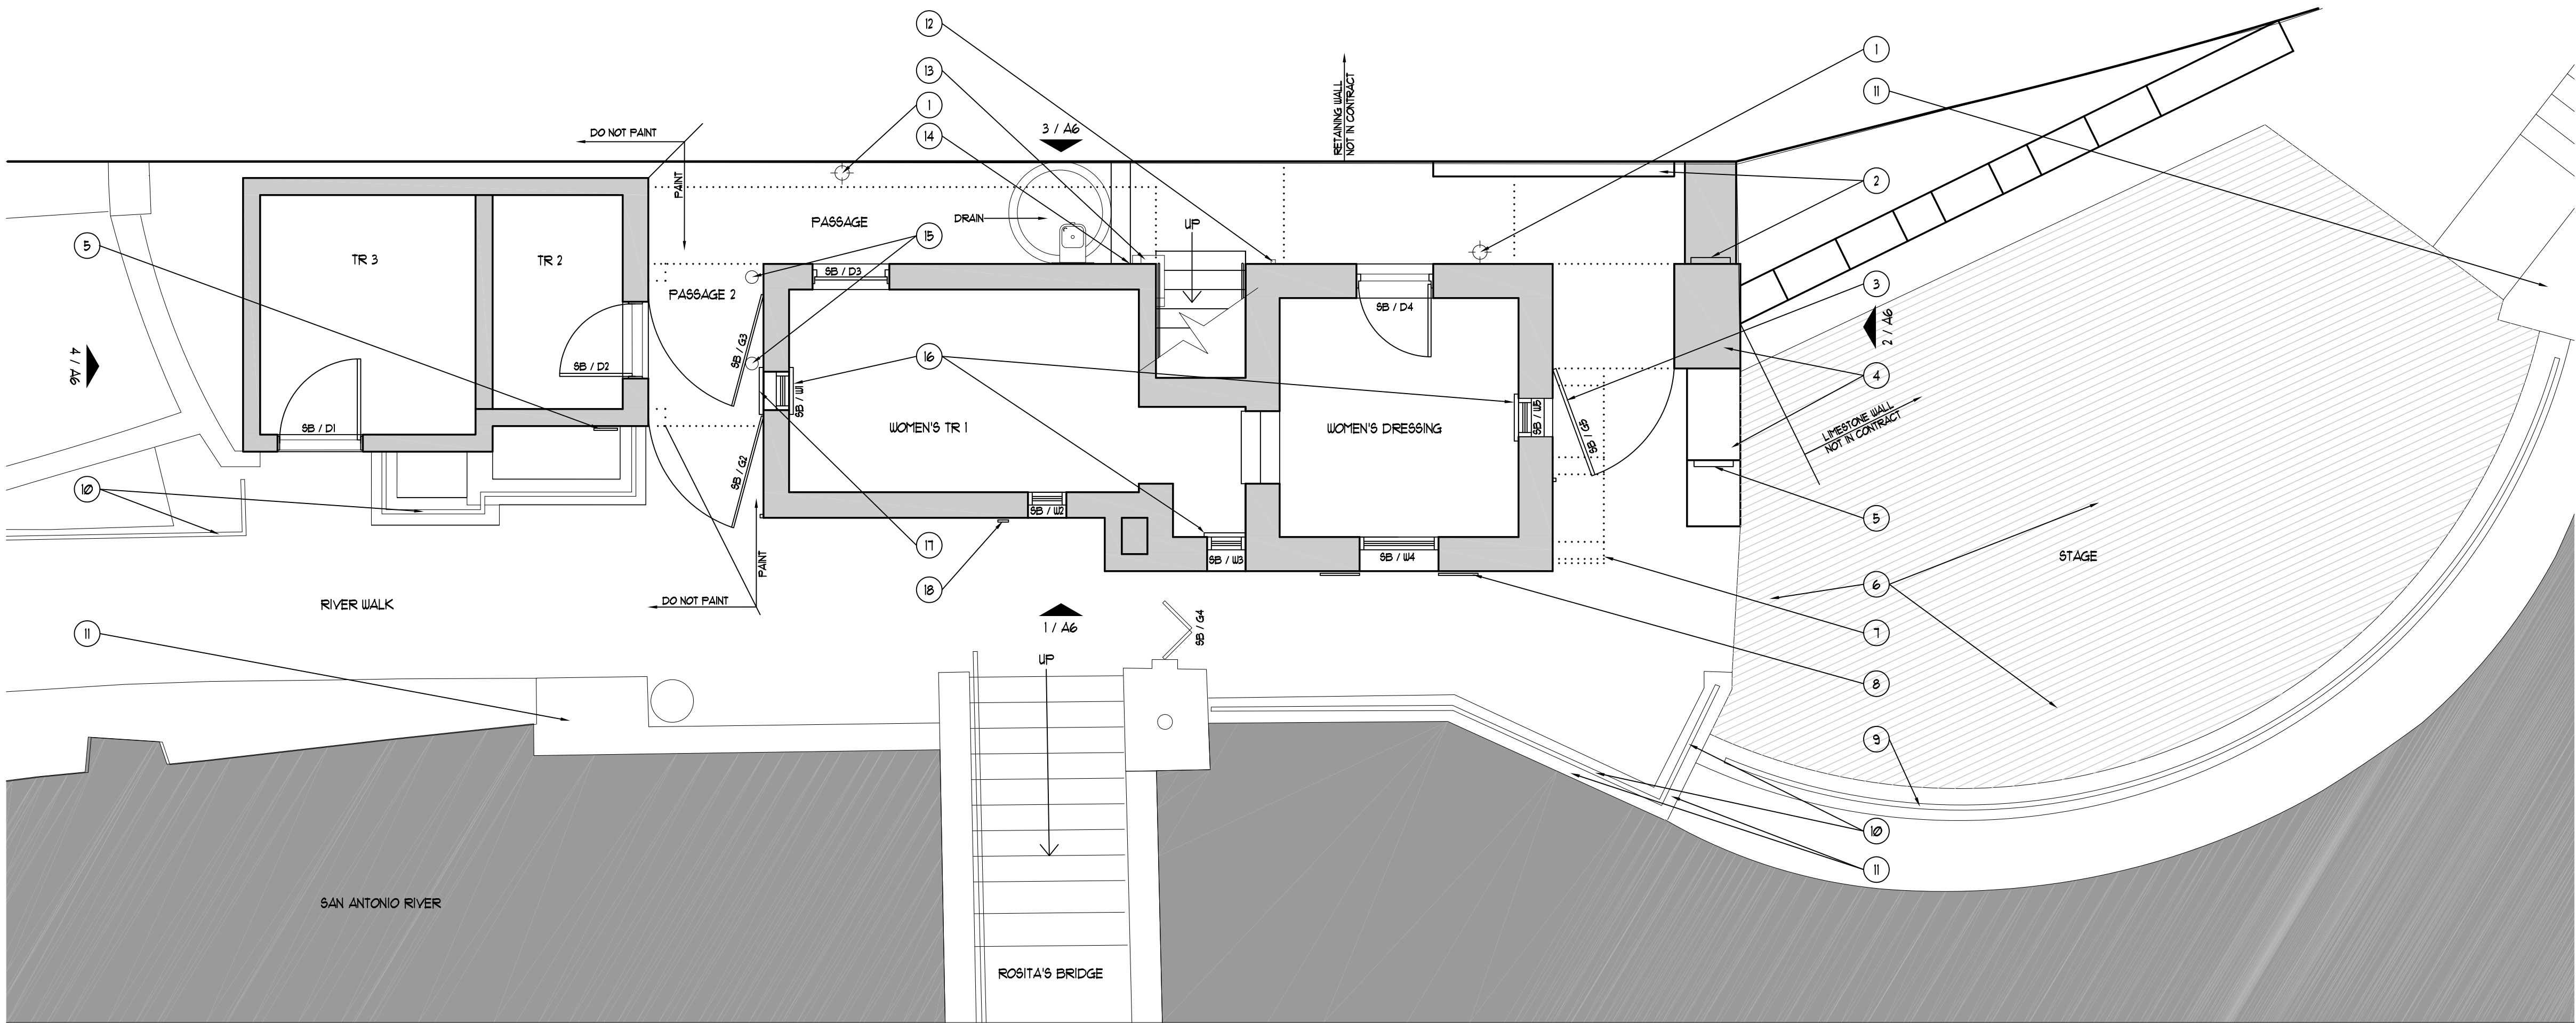 12
1
13
RETAINING WALL
NOT IN CONTRACT
11
1
14
3 / A6
DO NOT PAINT
PAINT
2
PASSAGE
DRAIN
UP
15
5
TR 3
TR 2
SB / D3
PASSAGE 2
SB / D4
3
2 / A6
4 / A6
SB / G3
16
SB / D2
SB / W1
4
SB / D1
WOMEN'S TR 1
WOMEN'S DRESSING
SB / W5
SB / GP
LIMESTONE WALL
NOT IN CONTRACT
SB / G2
10
SB / W2
5
17
PAINT
SB / W3
SB / W4
STAGE
18
6
DO NOT PAINT
RIVER WALK
1 / A6
SB / G4
11
7
UP
8
9
10
11
SAN ANTONIO RIVER
ROSITA'S BRIDGE